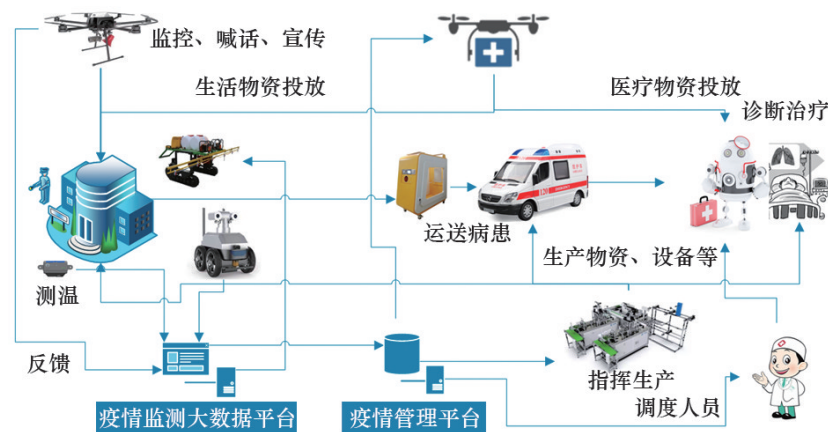 监控、喊话、宣传
生活物资投放
医疗物资投放
诊断治疗
运送病患
生产物资、设备等
测温
反馈
指挥生产
调度人员
疫情监测大数据平台
疫情管理平台